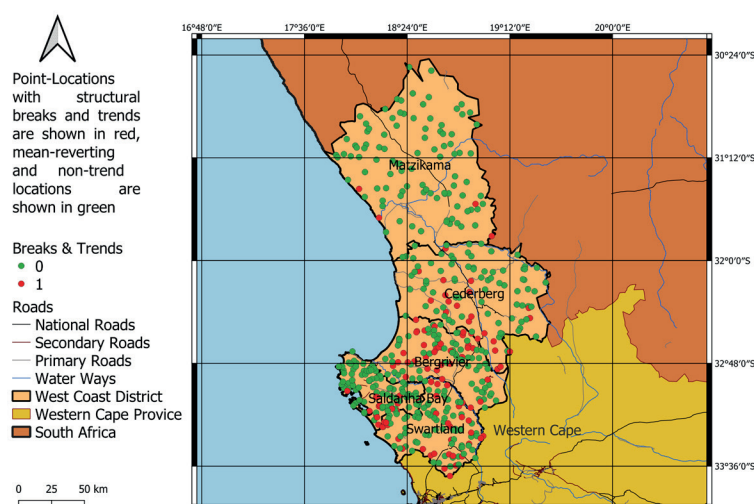 16°48'0"E 17°36'0"E 18°24'0"E 19°12'0"E 20°00'0"E
Point-Locations
with structural
breaks and trends
are shown in red,
mean-reverting
and non-trend
locations are
shown in green
Breaks & Trends
0
1
Roads
National Roads
Secondary Roads
Primary Roads
Water Ways
West Coast District
Western Cape Provice
South Africa
0 25 50 km
30°24'0"S
31°12'0"S
32°0'0"S
32°48'0"S
33°36'0"S
Matzikama
Cederberg
Bergrivier
Saldanha Bay
Swartland
Western Cape